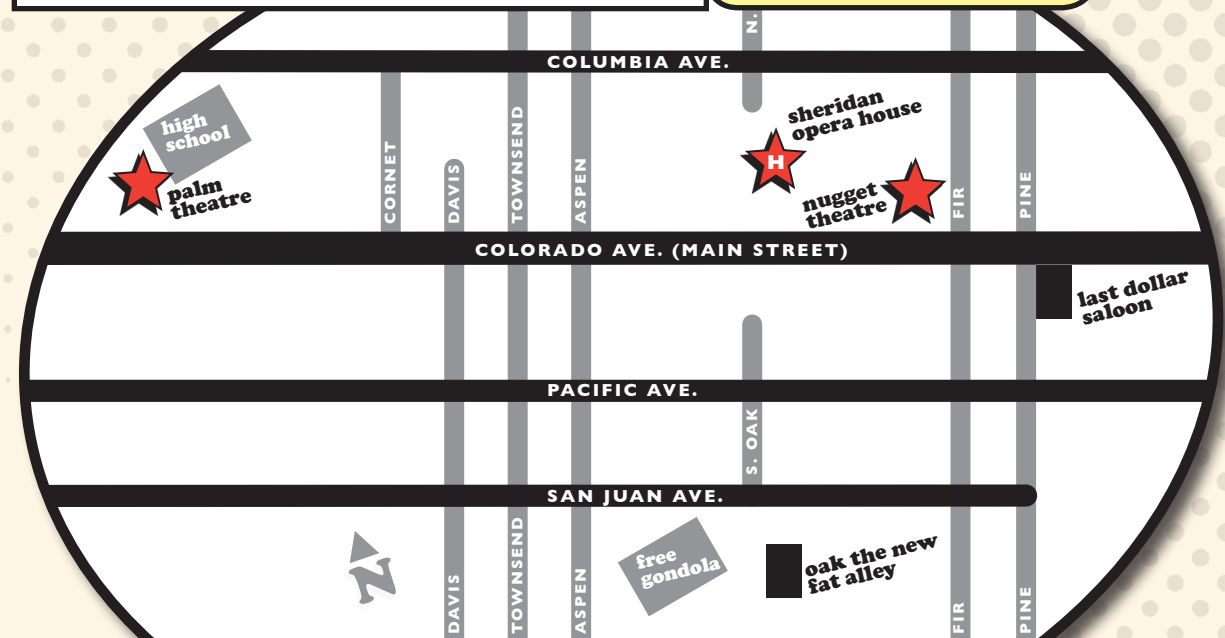 N.
COLUMBIA AVE.
high
school
palm
theatre
CORNET
DAVIS
TOWNSEND
ASPEN
sheridan
opera house
H
nugget
theatre
FIR
PINE
COLORADO AVE. (MAIN STREET)
last dollar
saloon
PACIFIC AVE.
S. OAK
SAN JUAN AVE.
N
DAVIS
TOWNSEND
ASPEN
free
gondola
oak the new
fat alley
FIR
PINE